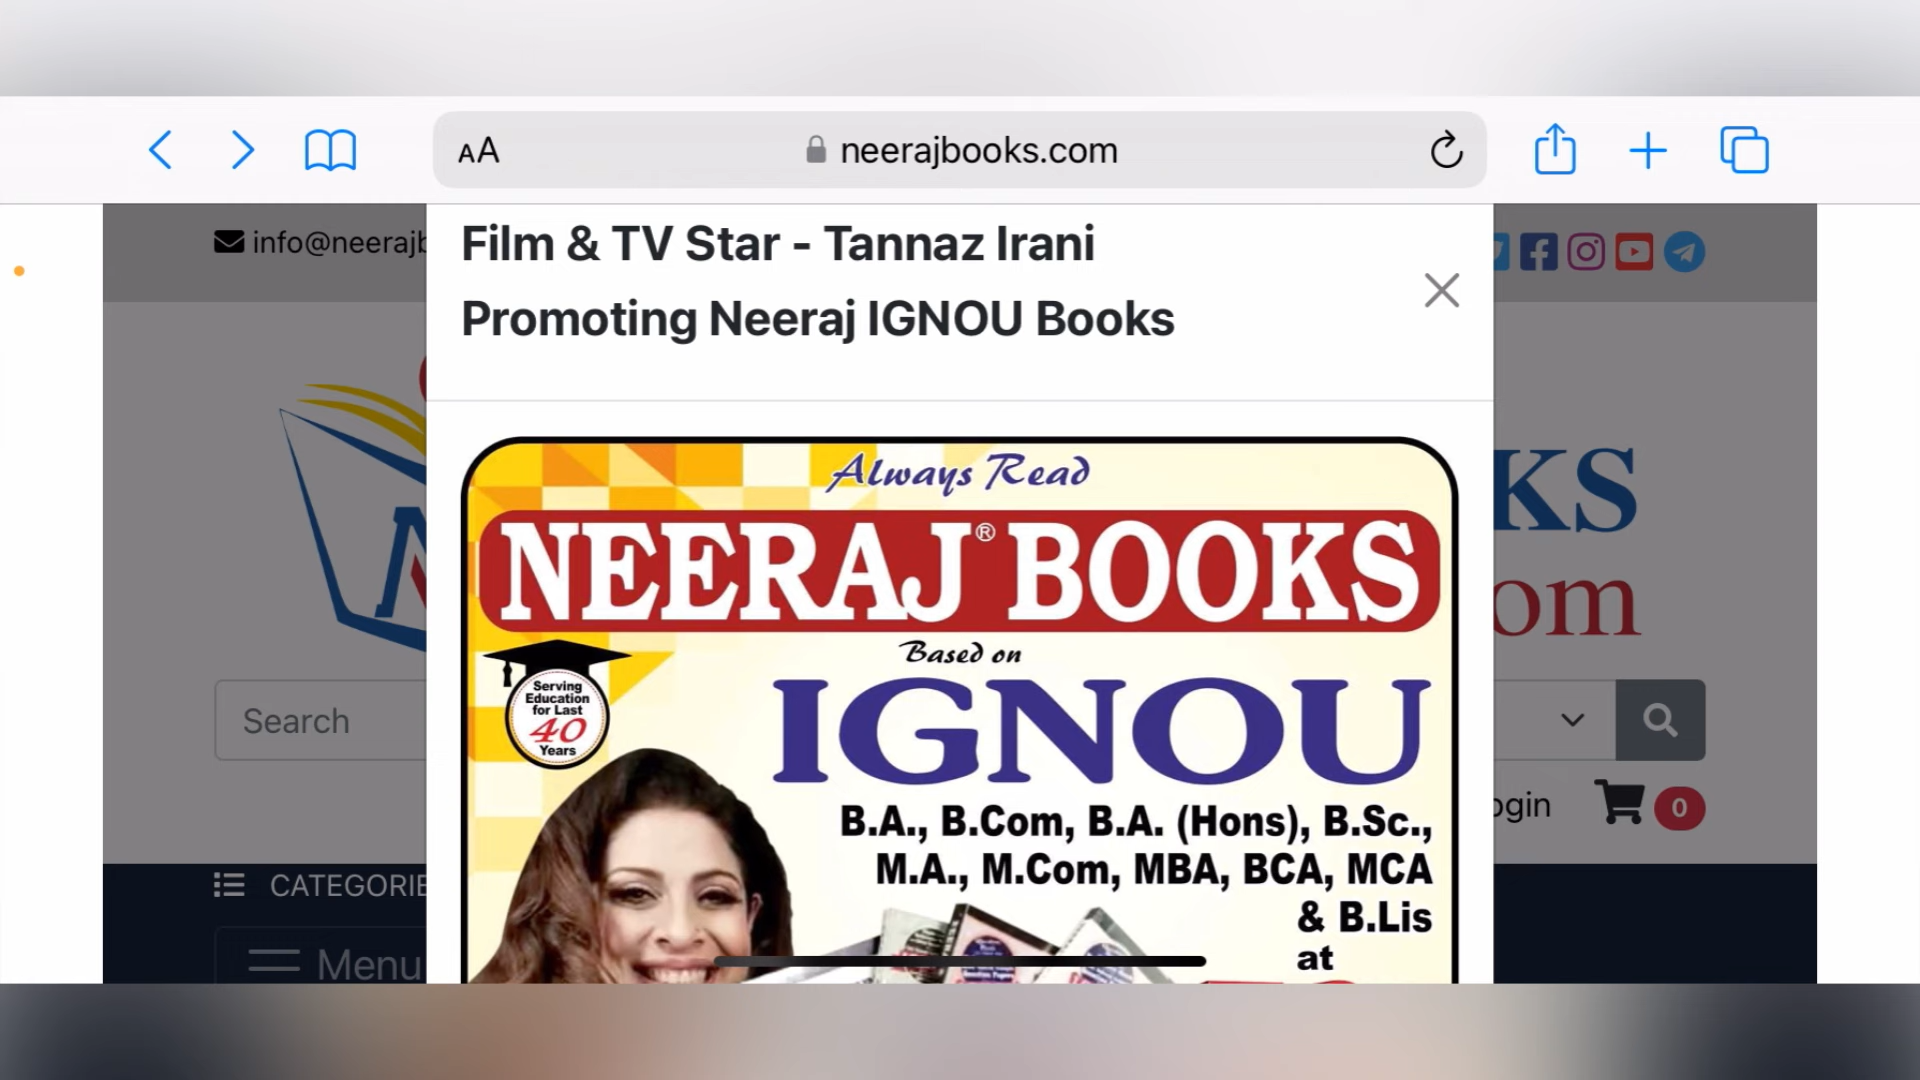 AA
neerajbooks.com
info@neerajb
Film & TV Star - Tannaz Irani
Promoting Neeraj IGNOU Books
Always Read
NEERAJ® BOOKS
KS
om
Based on
Serving
Education
for Last
40
Years
IGNOU
Search
B.A., B.Com, B.A. (Hons), B.Sc.,
M.A., M.Com, MBA, BCA, MCA
& B.Lis
at
ogin
0
CATEGORIE
Menu